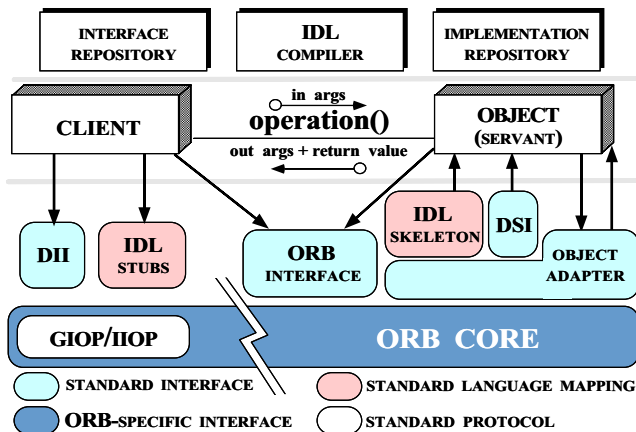 INTERFACE
REPOSITORY
IDL
COMPILER
IMPLEMENTATION
REPOSITORY
in args
CLIENT
operation()
OBJECT
(SERVANT)
out args + return value
DII
IDL
STUBS
ORB
INTERFACE
IDL
SKELETON
DSI
OBJECT
ADAPTER
GIOP/IIOP
ORB CORE
STANDARD INTERFACE
STANDARD LANGUAGE MAPPING
ORB-SPECIFIC INTERFACE
STANDARD PROTOCOL